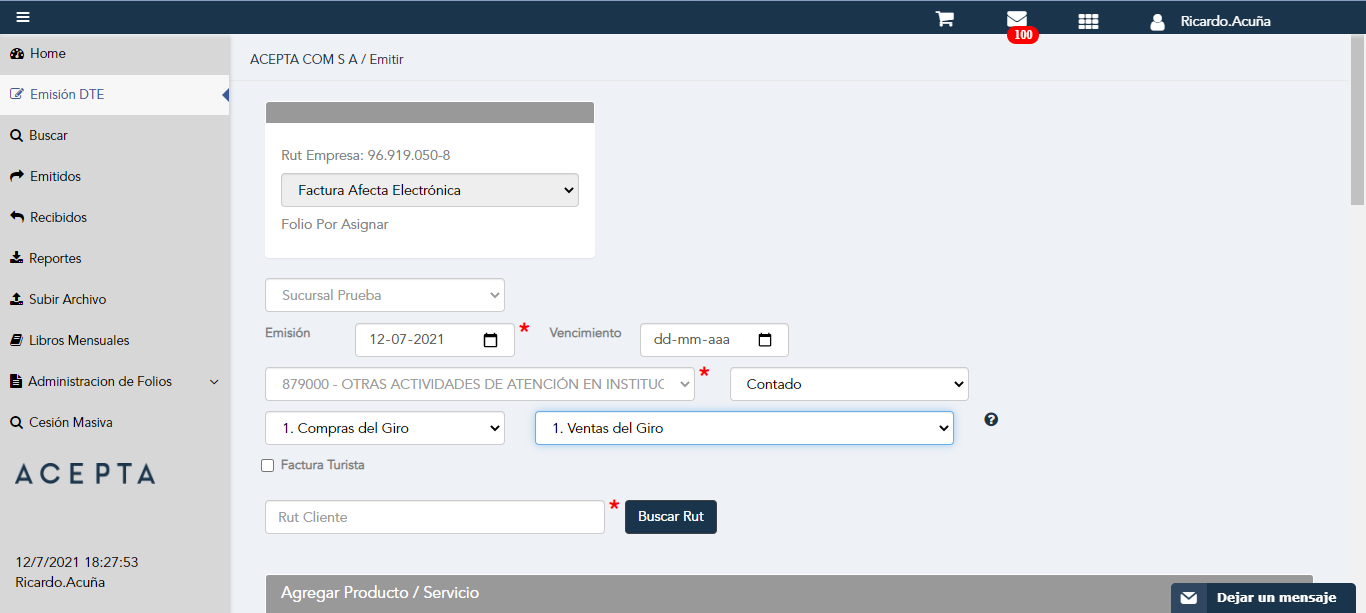 Ricardo.Acuña
100
Home
Emisión DTE
Buscar
Emitidos
Recibidos
Reportes
Subir Archivo
Libros Mensuales
Administracion de Folios
Cesión Masiva
ACEPTA
12/7/2021 18:27:53
Ricardo.Acuña
ACEPTA COM S A / Emitir
Rut Empresa: 96.919.050-8
Factura Afecta Electrónica
Folio Por Asignar
Sucursal Prueba
Emisión 12-07-2021 * Vencimiento dd-mm-aaa
879000 - OTRAS ACTIVIDADES DE ATENCIÓN EN INSTITUC * Contado
1. Compras del Giro 1. Ventas del Giro ?
Factura Turista
Rut Cliente * Buscar Rut
Agregar Producto / Servicio
Dejar un mensaje